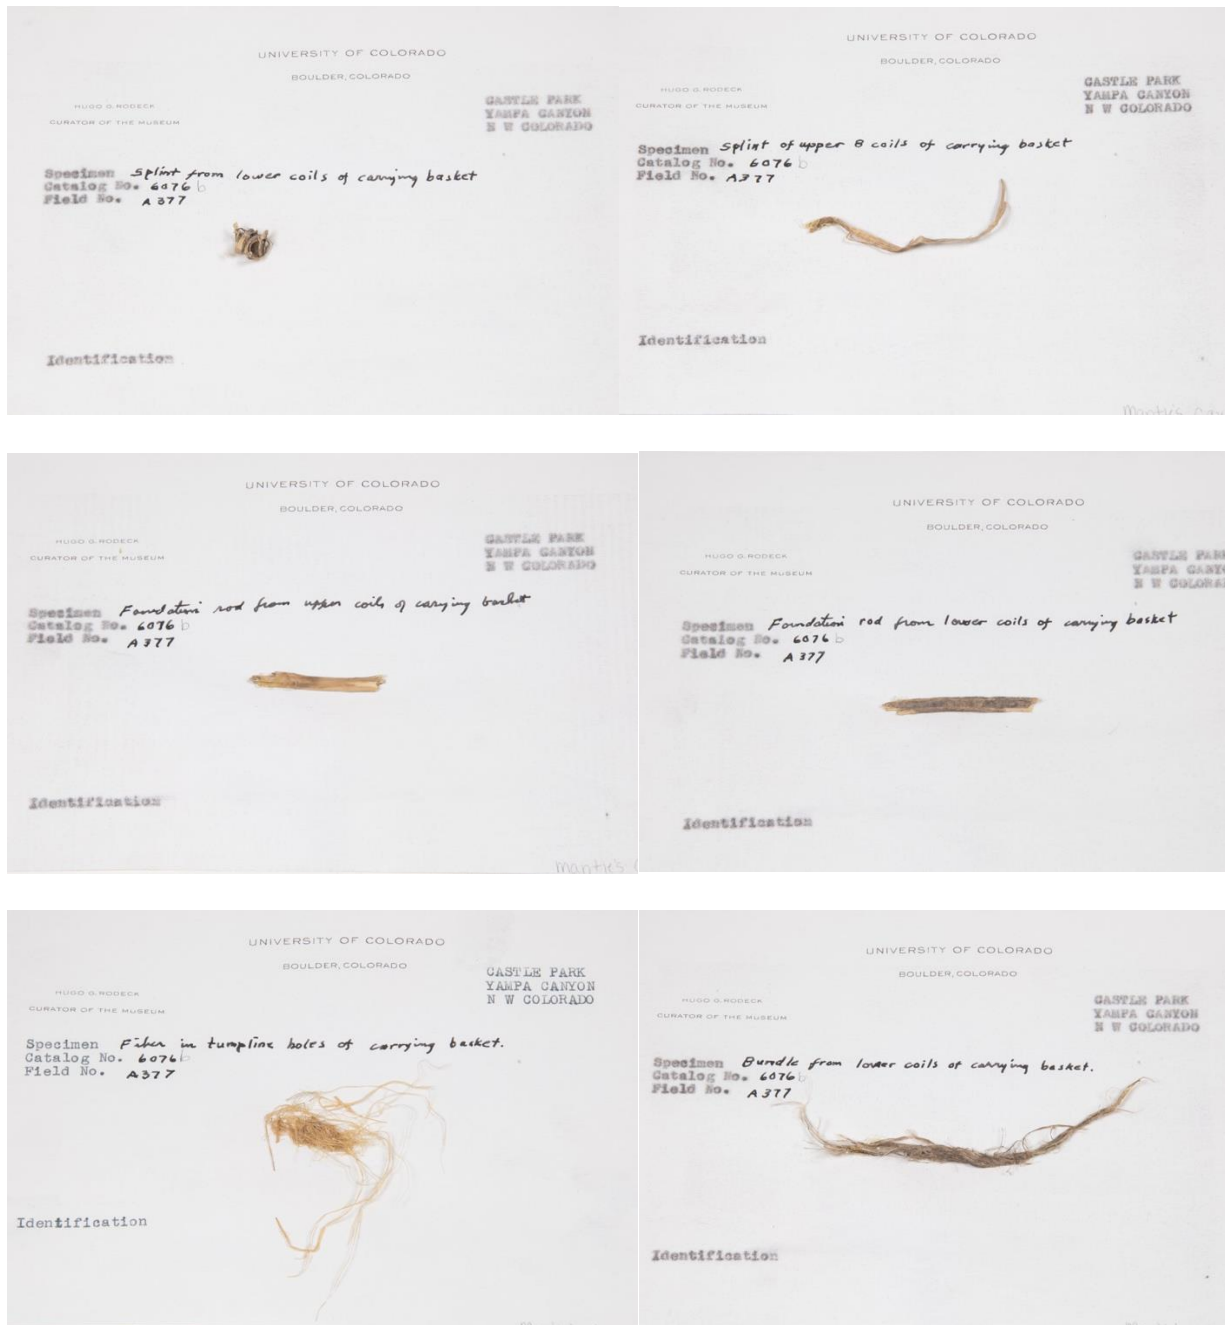 UNIVERSITY OF COLORADO
BOULDER, COLORADO
HUGO G. RODECK
CURATOR OF THE MUSEUM
CASTLE PARK
YAMPA CANYON
N W COLORADO
Specimen Splint from lower coils of carrying basket
Catalog No. 6076 b
Field No. A 377
Identification
UNIVERSITY OF COLORADO
BOULDER, COLORADO
HUGO G. RODECK
CURATOR OF THE MUSEUM
CASTLE PARK
YAMPA CANYON
N W COLORADO
Specimen Splint of upper 8 coils of carrying basket
Catalog No. 6076 b
Field No. A377
Identification
Mantle's
UNIVERSITY OF COLORADO
BOULDER, COLORADO
HUGO G. RODECK
CURATOR OF THE MUSEUM
CASTLE PARK
YAMPA CANYON
N W COLORADO
Specimen Foundation rod from upper coils of carrying basket
Catalog No. 6076 b
Field No. A377
Identification
Mantle's
UNIVERSITY OF COLORADO
BOULDER, COLORADO
HUGO G. RODECK
CURATOR OF THE MUSEUM
CASTLE PAR
YAMPA CANY
N W COLORA
Specimen Foundation rod from lower coils of carrying basket
Catalog No. 6076 b
Field No. A 377
Identification
UNIVERSITY OF COLORADO
BOULDER, COLORADO
HUGO G. RODECK
CURATOR OF THE MUSEUM
CASTLE PARK
YAMPA CANYON
N W COLORADO
Specimen Fiber in tumpline holes of carrying basket.
Catalog No. 6076 b
Field No. A377
Identification
UNIVERSITY OF COLORADO
BOULDER, COLORADO
HUGO G. RODECK
CURATOR OF THE MUSEUM
CASTLE PARK
YAMPA CANYON
N W COLORADO
Specimen Bundle from lower coils of carrying basket.
Catalog No. 6076 b
Field No. A377
Identification